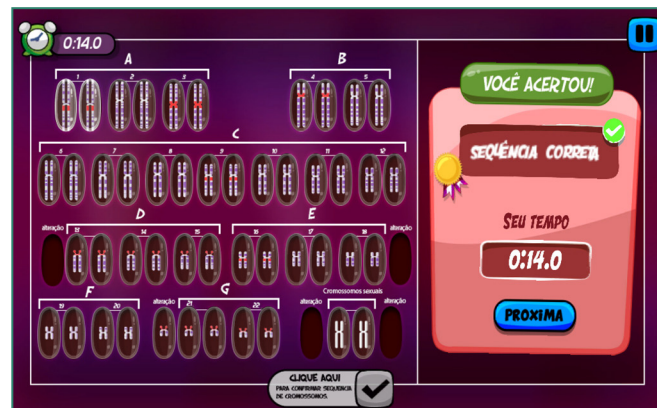 0:14.0
A
B
1 2 3 4 5
C
6 7 8 9 10 11 12
D
E
alteração 13 14 15 16 17 18 alteração
F
G
19 20 alteração 21 22 alteração Cromossomos sexuais alteração
CLIQUE AQUI
PARA CONFIRMAR SEQUENCIA
DE CROMOSSOMOS.
VOCÊ ACERTOU!
SEQUÊNCIA CORRETA
SEU TEMPO
0:14.0
PROXIMA